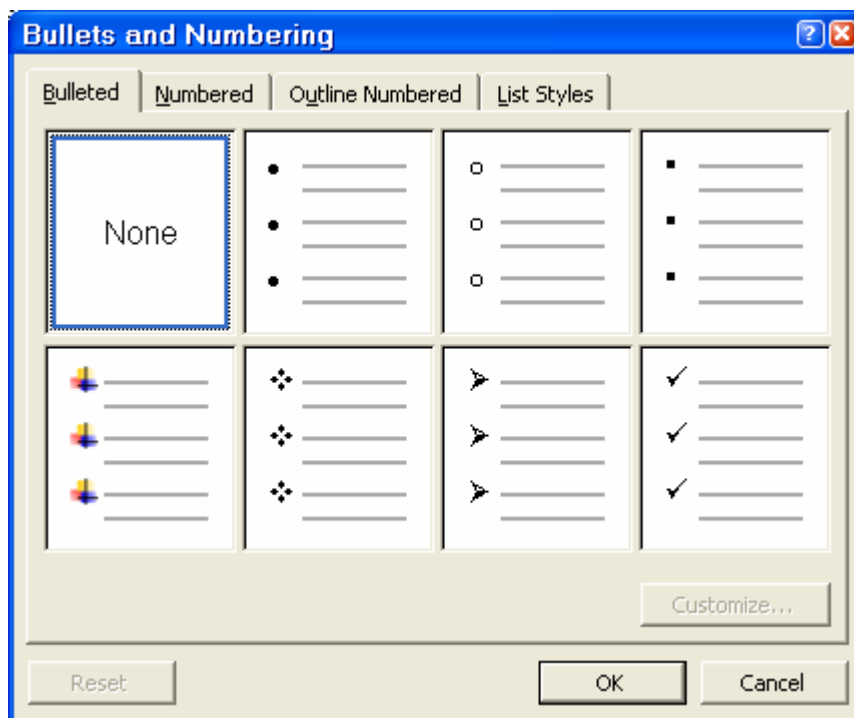 Bullets and Numbering
Bulleted Numbered Outline Numbered List Styles
None
Customize...
Reset OK Cancel